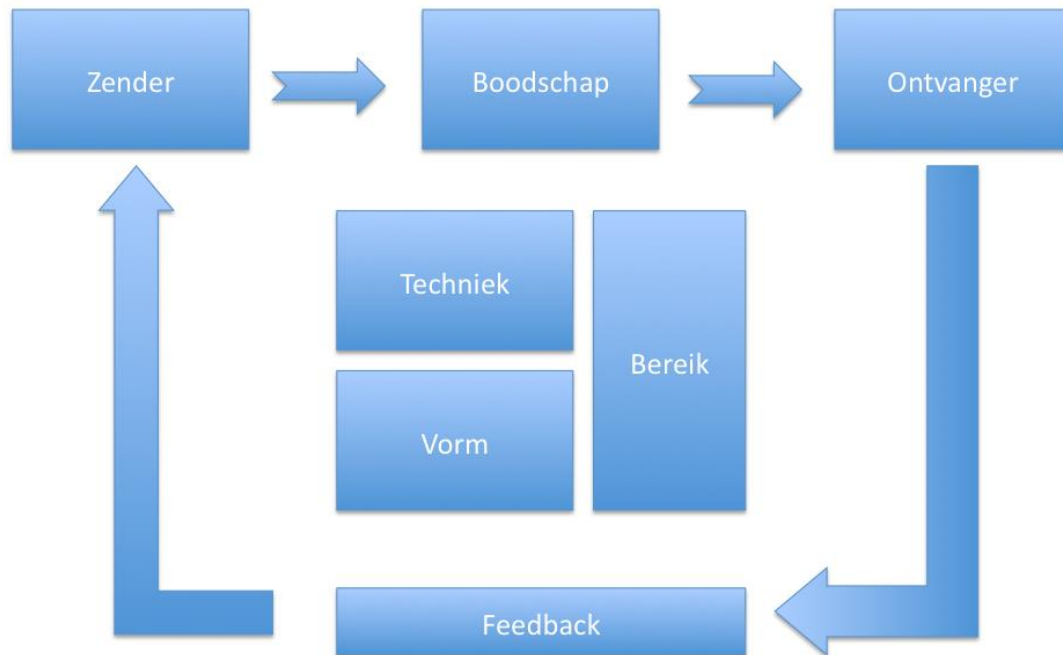 Zender
Boodschap
Ontvanger
Techniek
Bereik
Vorm
Feedback